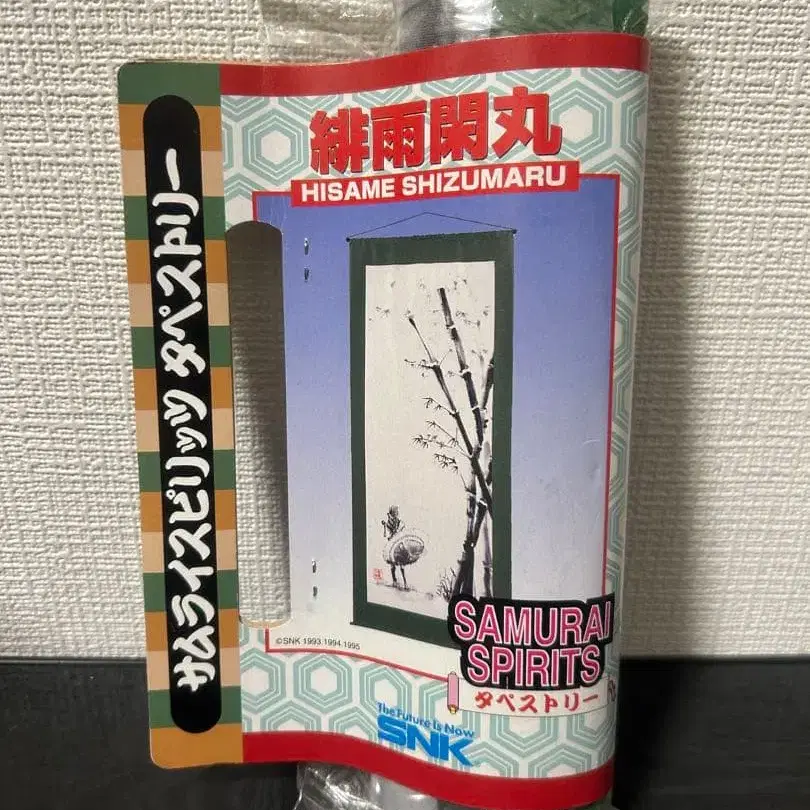 サムライスピリッツ タペストリー
緋雨閑丸
HISAME SHIZUMARU
©SNK 1993.1994.1995
SAMURAI
SPIRITS
タペストリー
The Future Is Now
SNK